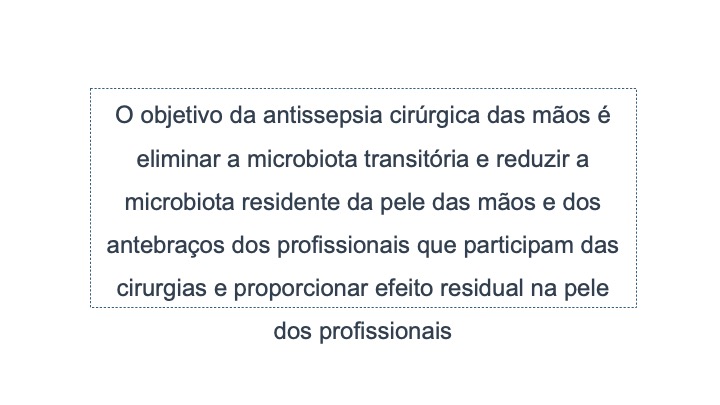 O objetivo da antissepsia cirúrgica das mãos é
eliminar a microbiota transitória e reduzir a
microbiota residente da pele das mãos e dos
antebraços dos profissionais que participam das
cirurgias e proporcionar efeito residual na pele
dos profissionais